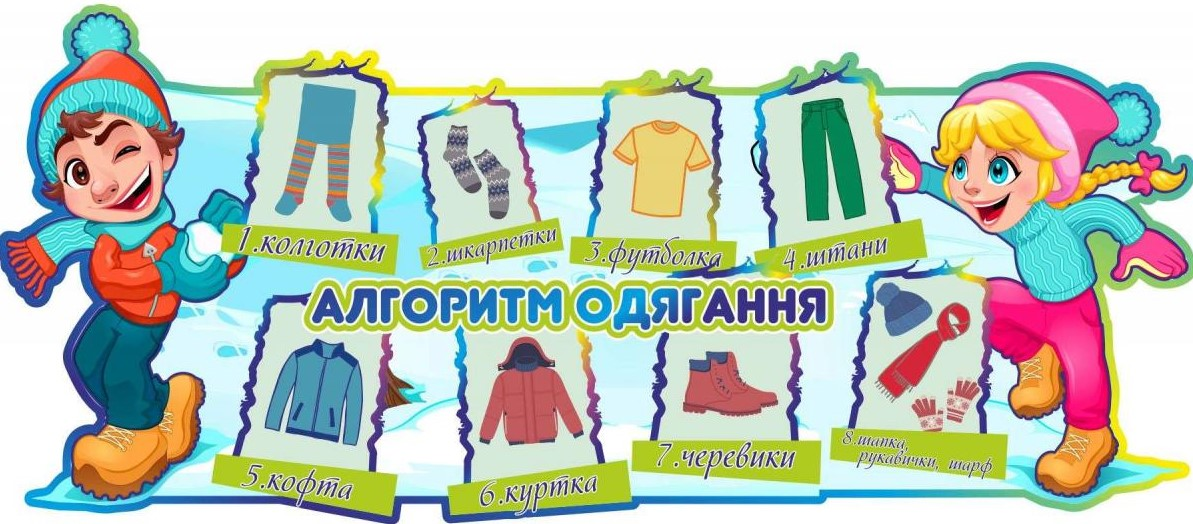 1.колготки
2.шкарпетки
3.футболка
4.штани
АЛГОРИТМ ОДЯГАННЯ
5.кофта
6.куртка
7.черевики
8.шапка,
рукавички, шарф